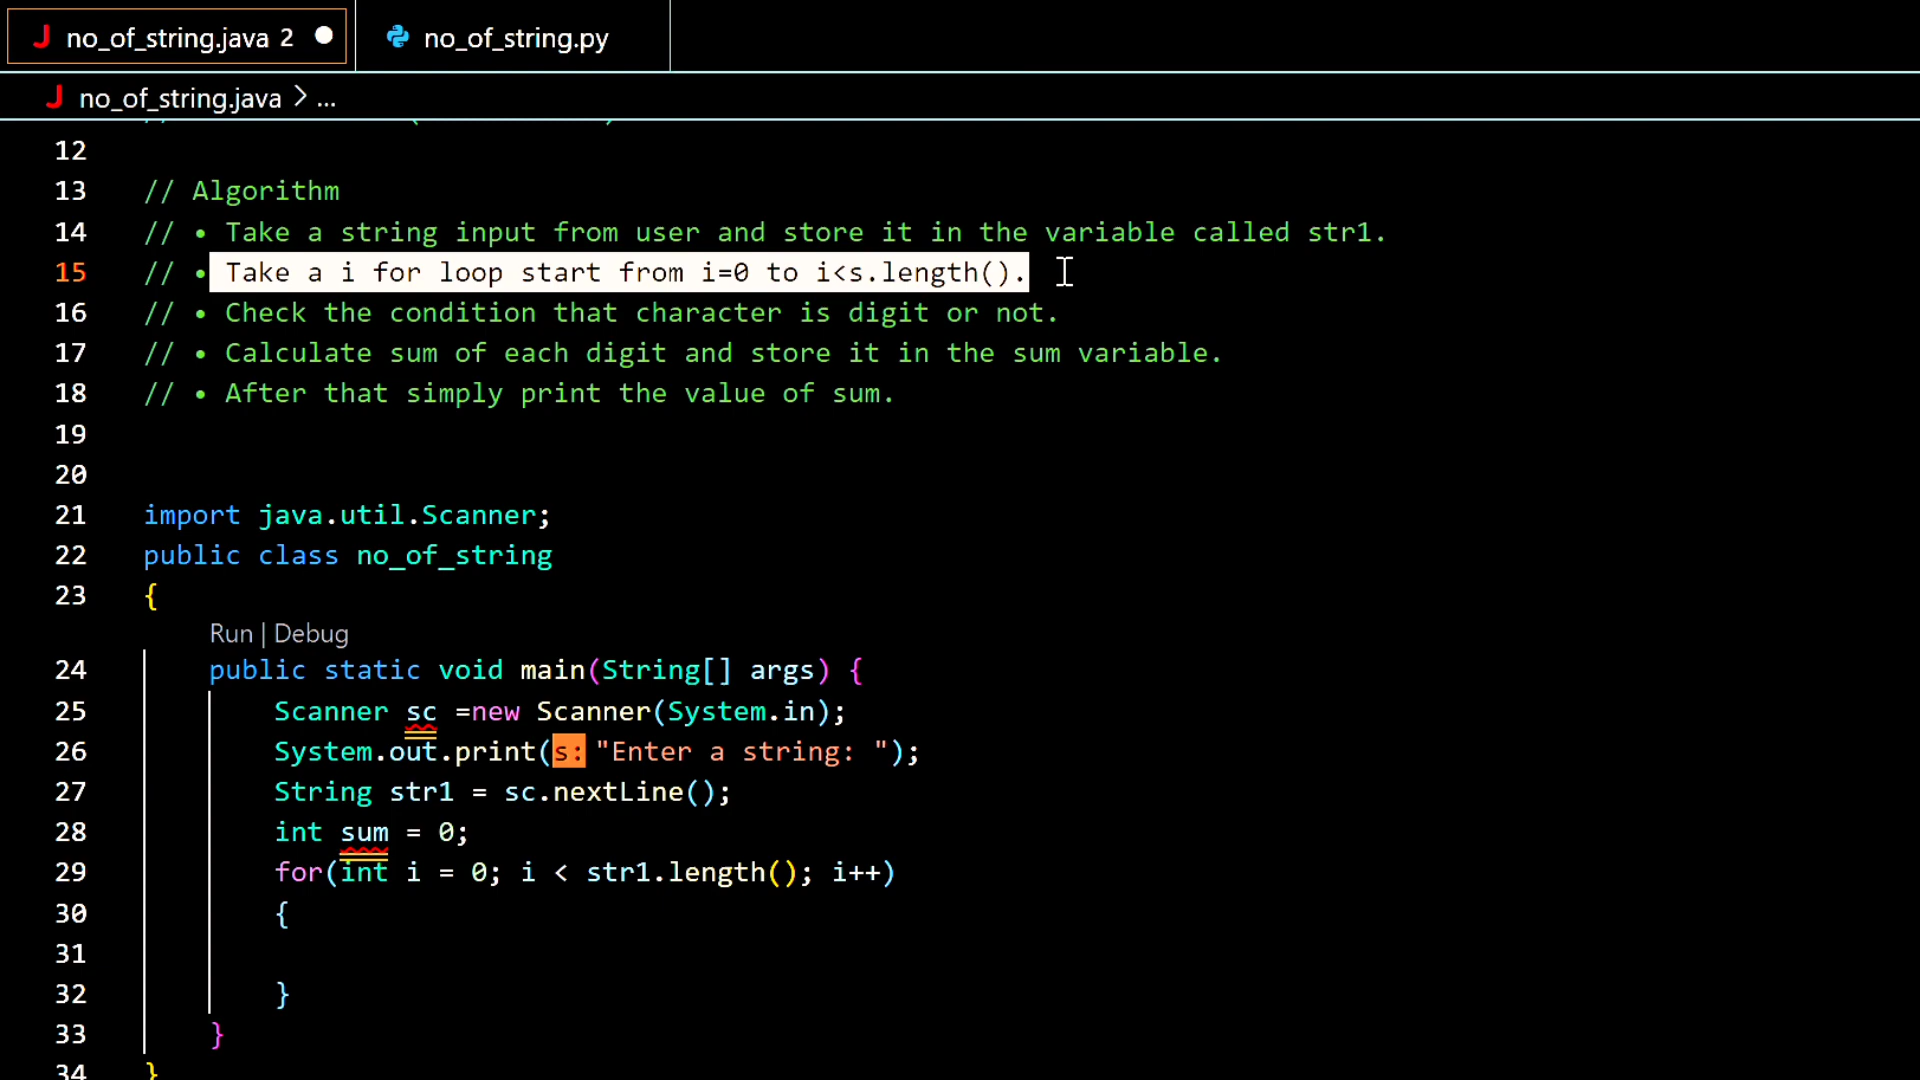 no_of_string.java 2
no_of_string.py
no_of_string.java > ...
12
13 // Algorithm
14 // • Take a string input from user and store it in the variable called str1.
15 // • Take a i for loop start from i=0 to i<s.length().
16 // • Check the condition that character is digit or not.
17 // • Calculate sum of each digit and store it in the sum variable.
18 // • After that simply print the value of sum.
19
20
21 import java.util.Scanner;
22 public class no_of_string
23 {
Run | Debug
24 public static void main(String[] args) {
25 Scanner sc =new Scanner(System.in);
26 System.out.print(s: "Enter a string: ");
27 String str1 = sc.nextLine();
28 int sum = 0;
29 for(int i = 0; i < str1.length(); i++)
30 {
31
32 }
33 }
34 }